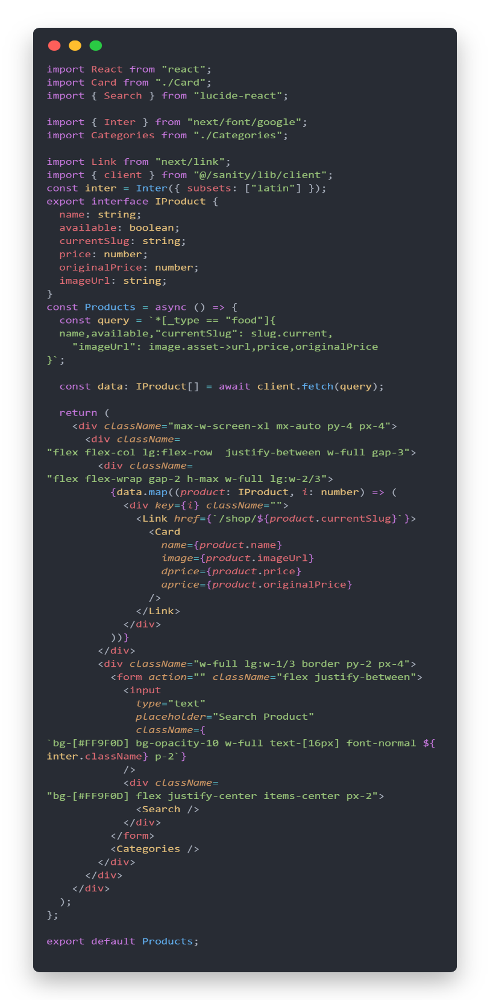 import React from "react";
import Card from "./Card";
import { Search } from "lucide-react";

import { Inter } from "next/font/google";
import Categories from "./Categories";

import Link from "next/link";
import { client } from "@/sanity/lib/client";
const inter = Inter({ subsets: ["latin"] });
export interface IProduct {
  name: string;
  available: boolean;
  currentSlug: string;
  price: number;
  originalPrice: number;
  imageUrl: string;
}
const Products = async () => {
  const query = `*[_type == "food"]{
  name,available,"currentSlug": slug.current,
    "imageUrl": image.asset->url,price,originalPrice
}`;

  const data: IProduct[] = await client.fetch(query);

  return (
    <div className="max-w-screen-xl mx-auto py-4 px-4">
      <div className=
"flex flex-col lg:flex-row  justify-between w-full gap-3">
        <div className=
"flex flex-wrap gap-2 h-max w-full lg:w-2/3">
          {data.map((product: IProduct, i: number) => (
            <div key={i} className="">
              <Link href={`/shop/${product.currentSlug}`}>
                <Card
                  name={product.name}
                  image={product.imageUrl}
                  dprice={product.price}
                  aprice={product.originalPrice}
                />
              </Link>
            </div>
          ))}
        </div>
        <div className="w-full lg:w-1/3 border py-2 px-4">
          <form action="" className="flex justify-between">
            <input
              type="text"
              placeholder="Search Product"
              className={
`bg-[#FF9F0D] bg-opacity-10 w-full text-[16px] font-normal ${
inter.className} p-2`}
            />
            <div className=
"bg-[#FF9F0D] flex justify-center items-center px-2">
              <Search />
            </div>
          </form>
          <Categories />
        </div>
      </div>
    </div>
  );
};

export default Products;